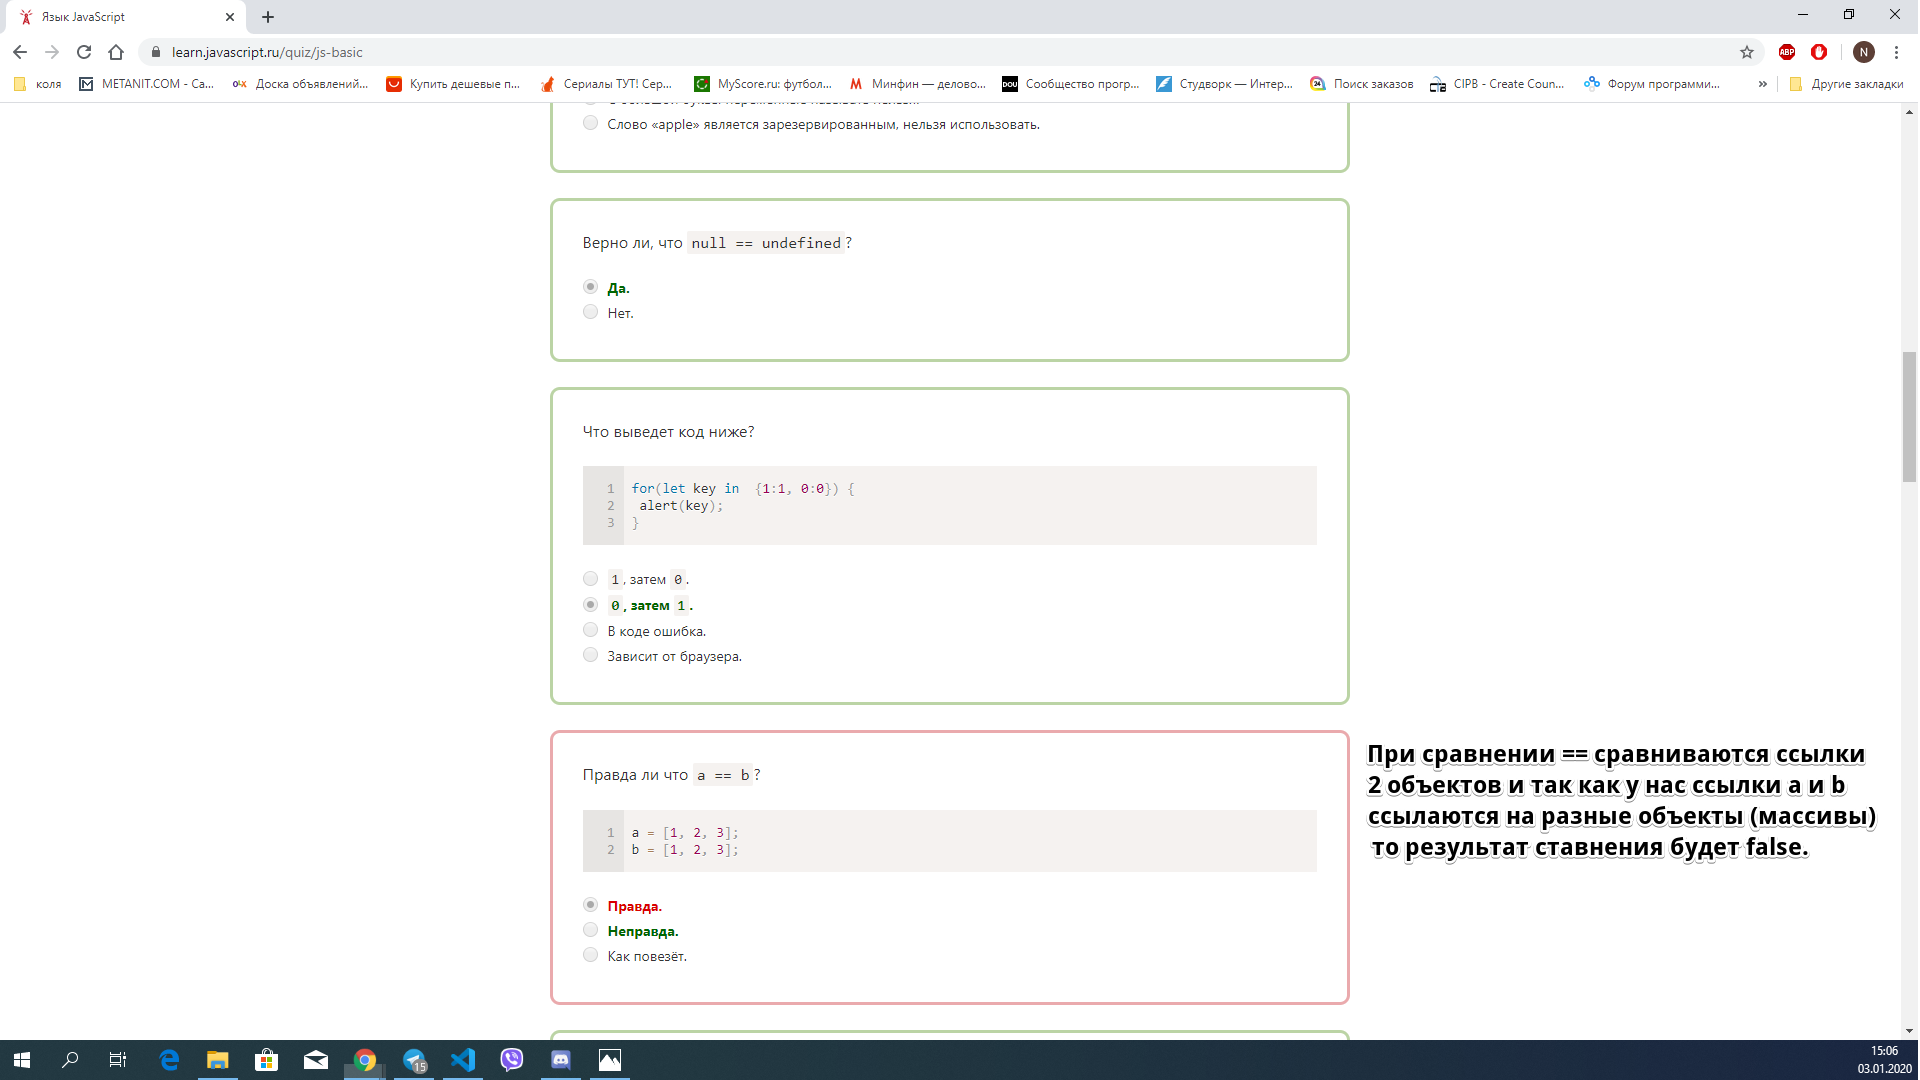 Язык JavaScript
learn.javascript.ru/quiz/js-basic
N
коля
METANIT.COM - Са...
Доска объявлений...
Купить дешевые п...
Сериалы ТУТ! Сер...
MyScore.ru: футбол...
Минфин — делово...
DOU
Сообщество прогр...
Студворк — Интер...
24
Поиск заказов
CIPB - Create Coun...
Форум программи...
»
Другие закладки
ABP
Слово «apple» является зарезервированным, нельзя использовать.
Верно ли, что null == undefined?
Да.
Нет.
Что выведет код ниже?
1 for(let key in  {1:1, 0:0}) {
2  alert(key);
3 }
1, затем 0.
0, затем 1.
В коде ошибка.
Зависит от браузера.
Правда ли что a == b?
1 a = [1, 2, 3];
2 b = [1, 2, 3];
Правда.
Неправда.
Как повезёт.
При сравнении == сравниваются ссылки
2 объектов и так как у нас ссылки a и b
ссылаются на разные объекты (массивы)
то результат ставнения будет false.
15
15:06
03.01.2020